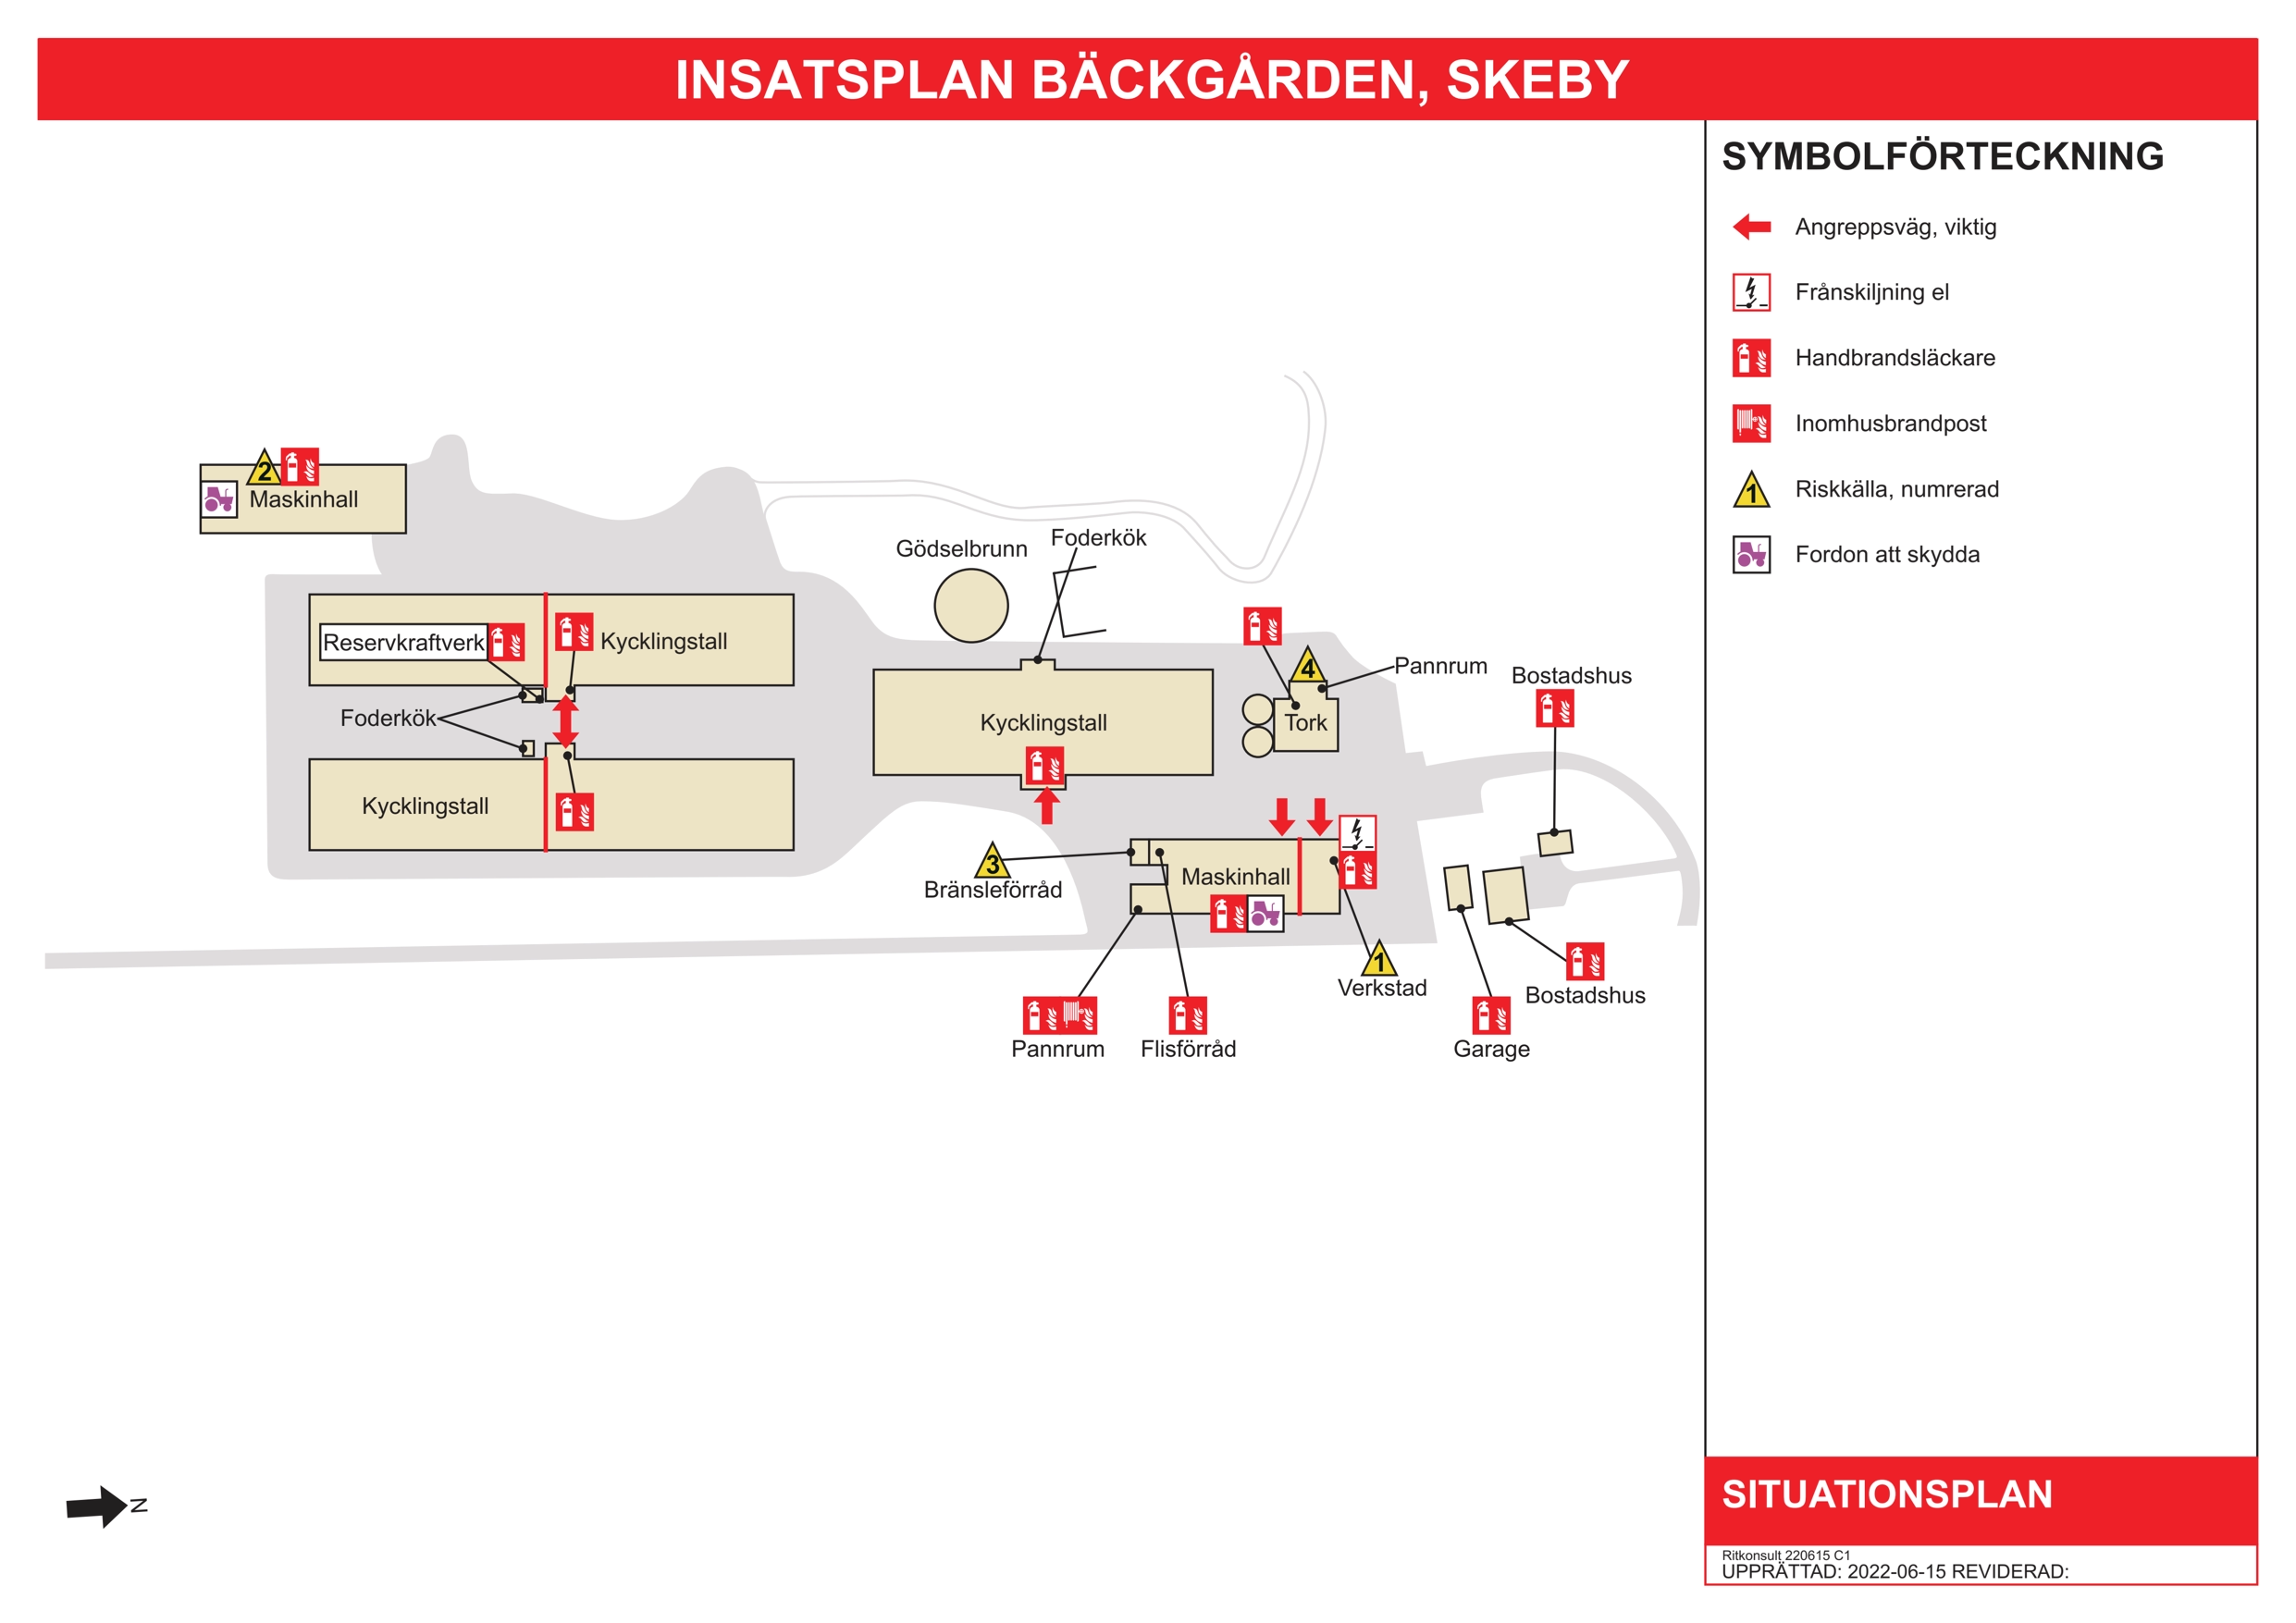 INSATSPLAN BÄCKGÅRDEN, SKEBY
SYMBOLFÖRTECKNING
Angreppsväg, viktig
Frånskiljning el
Handbrandsläckare
Inomhusbrandpost
1
Riskkälla, numrerad
Fordon att skydda
2
Maskinhall
Gödselbrunn
Foderkök
Reservkraftverk
Kycklingstall
Foderkök
Kycklingstall
Kycklingstall
4
Pannrum
Tork
Bostadshus
3
Bränsleförråd
Maskinhall
1
Verkstad
Bostadshus
Pannrum
Flisförråd
Garage
N
SITUATIONSPLAN
Ritkonsult 220615 C1
UPPRÄTTAD: 2022-06-15 REVIDERAD: